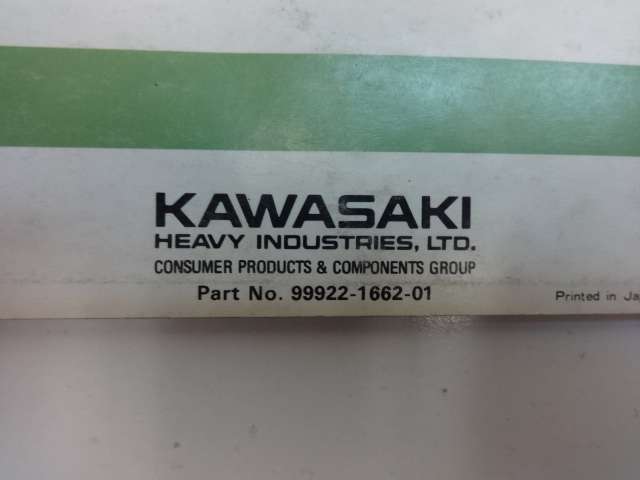 KAWASAKI
HEAVY INDUSTRIES, LTD.
CONSUMER PRODUCTS & COMPONENTS GROUP
Part No. 99922-1662-01
Printed in Ja